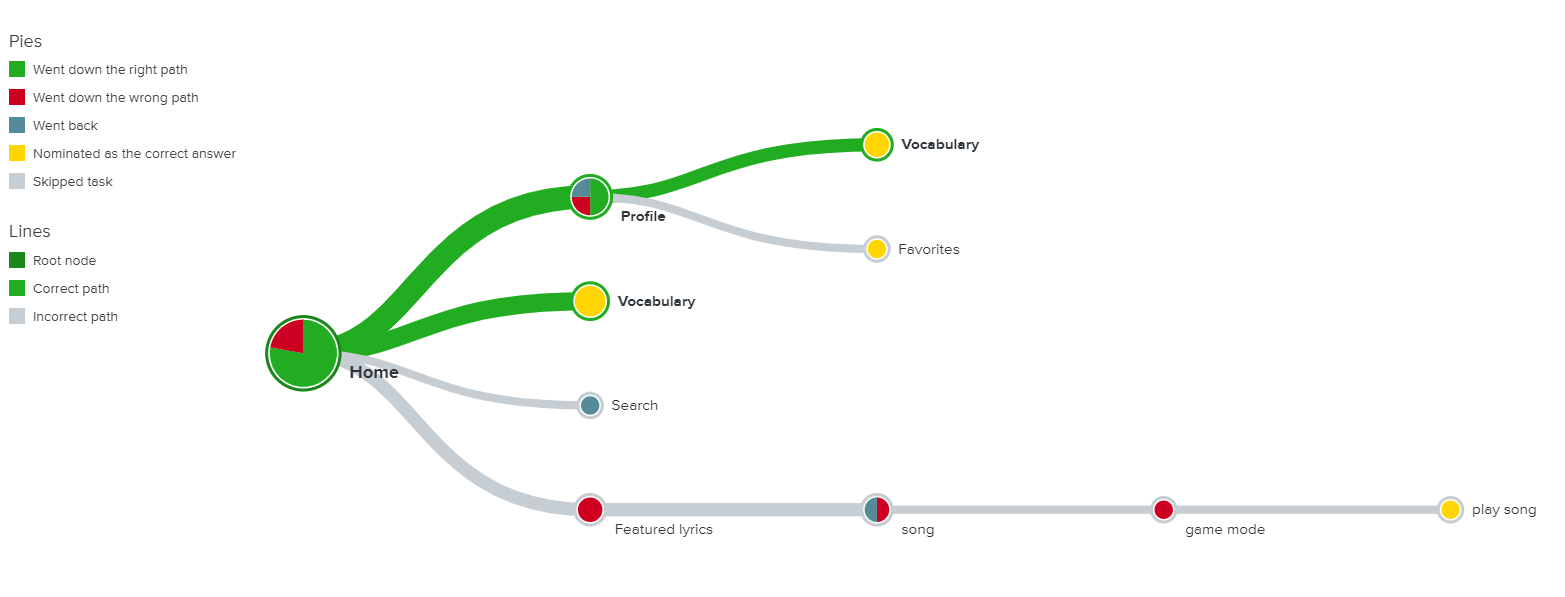 Pies
Went down the right path
Went down the wrong path
Went back
Nominated as the correct answer
Skipped task
Lines
Root node
Correct path
Incorrect path
Vocabulary
Profile
Favorites
Vocabulary
Home
Search
Featured lyrics
song
game mode
play song